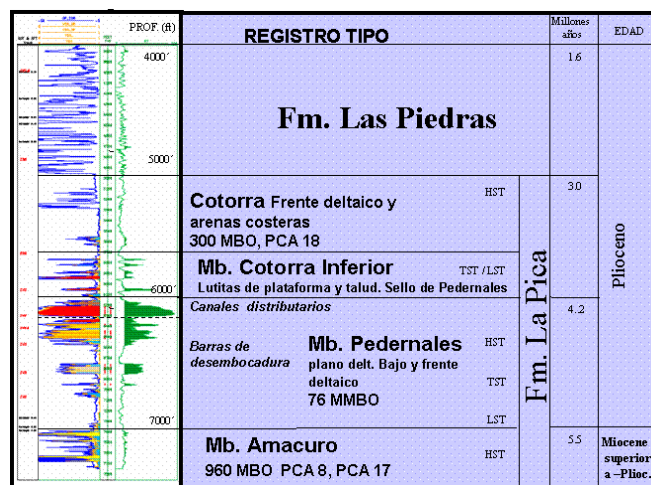 PROF. (ft)
REGISTRO TIPO
Millones
años
EDAD
4000´
1.6
Fm. Las Piedras
5000´
Cotorra Frente deltaico y
arenas costeras
300 MBO, PCA 18
HST
3.0
Plioceno
Fm. La Pica
Mb. Cotorra Inferior
TST / LST
Lutitas de plataforma y talud. Sello de Pedernales
6000´
Canales distributarios
4.2
Barras de
desembocadura
Mb. Pedernales
HST
plano delt. Bajo y frente
deltaico
TST
76 MMBO
LST
7000´
Mb. Amacuro
HST
960 MBO PCA 8, PCA 17
5.5
Miocene
superior
a –Plioc.